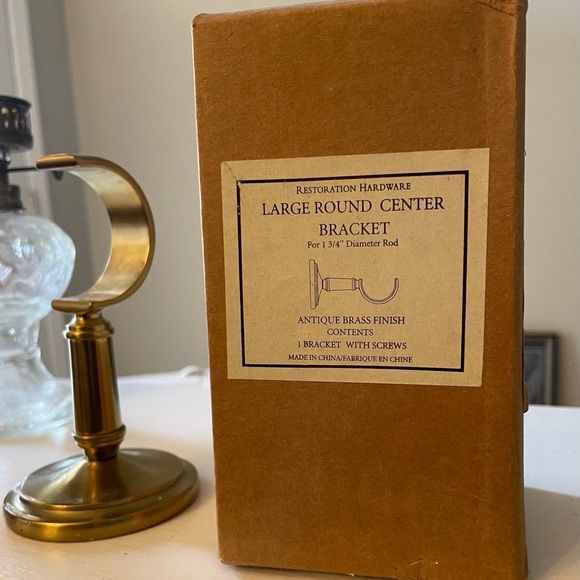 RESTORATION HARDWARE
LARGE ROUND CENTER
BRACKET
For 1 3/4" Diameter Rod
ANTIQUE BRASS FINISH
CONTENTS
1 BRACKET WITH SCREWS
MADE IN CHINA/FABRIQUE EN CHINE